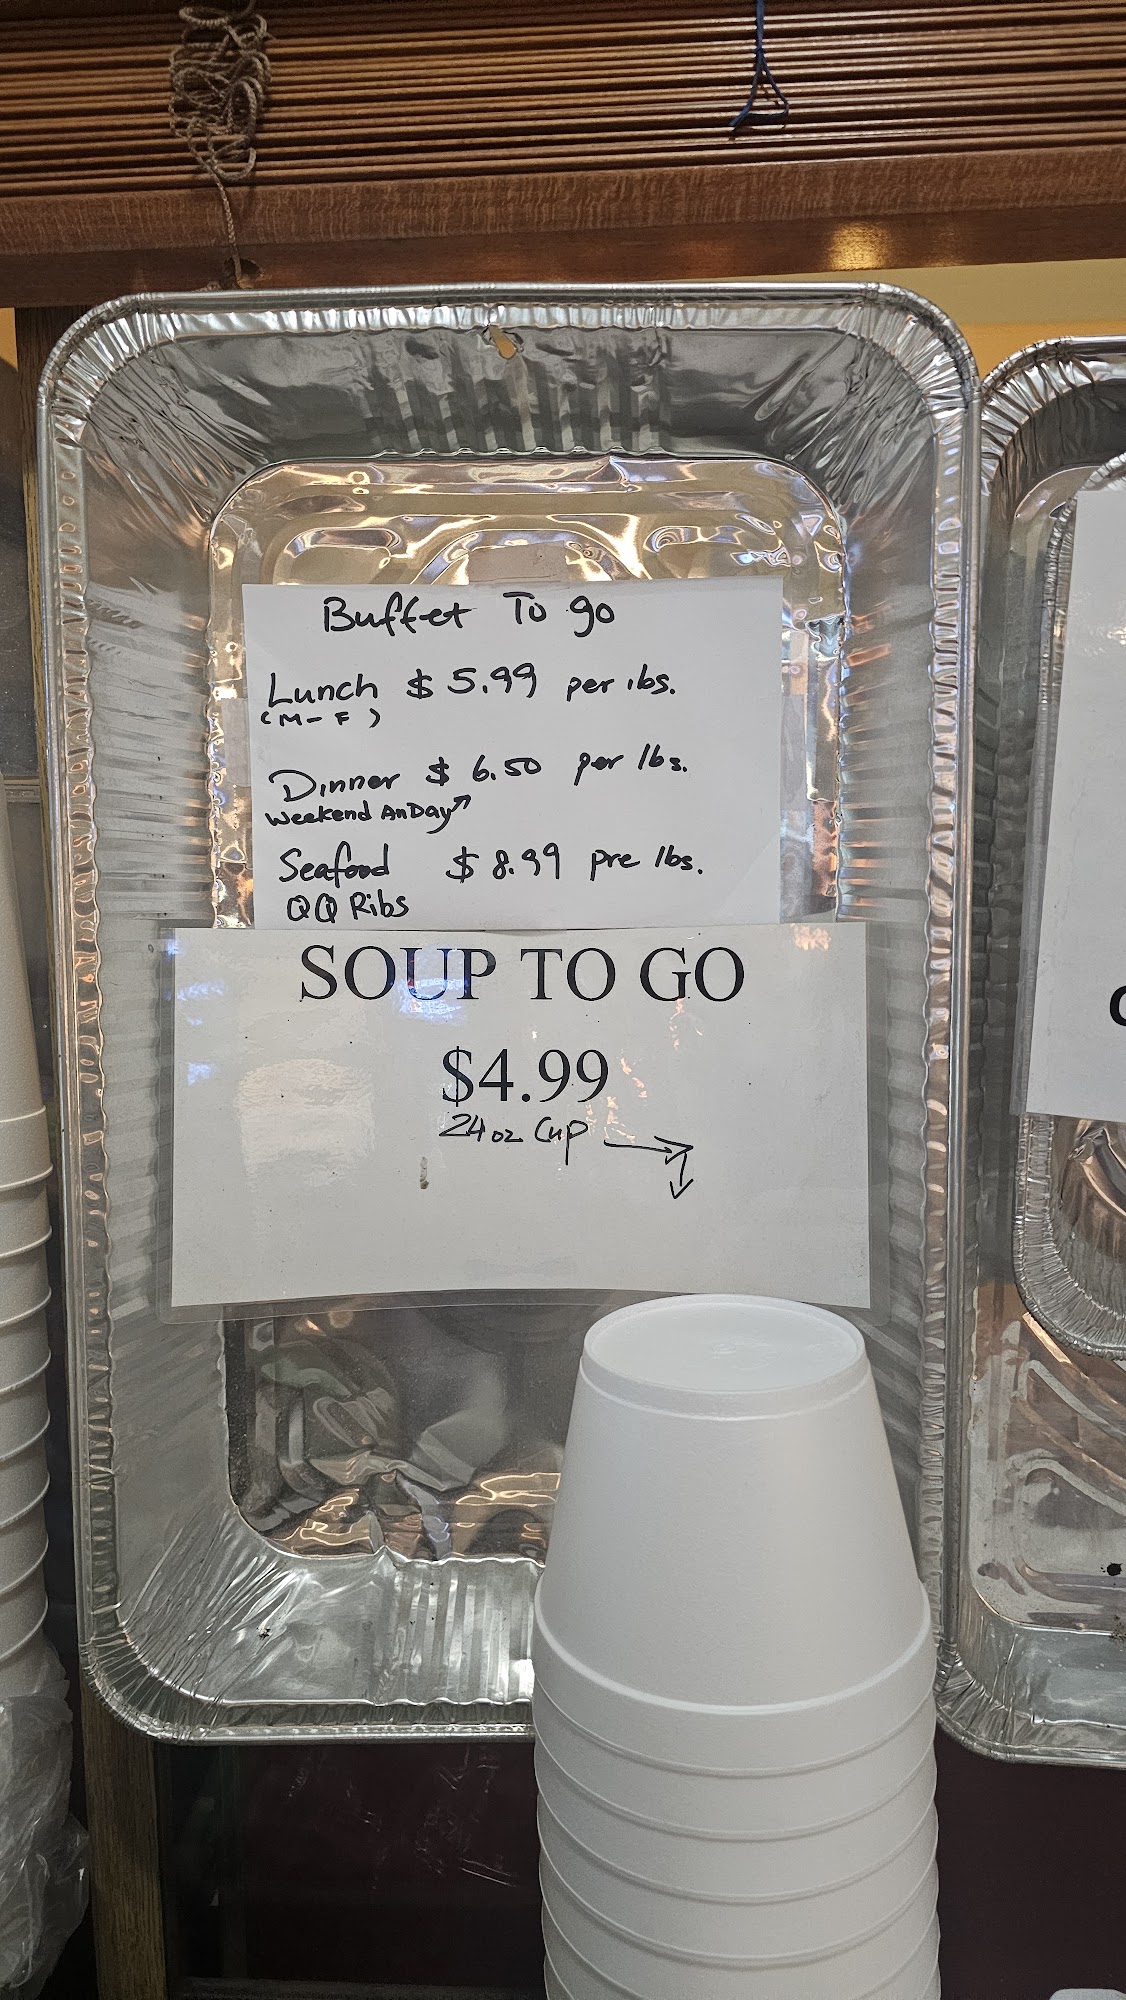 Buffet To go
Lunch $5.99 per lbs.
(M-F)
Dinner $6.50 per lbs.
Weekend AnDay↗
Seafood $8.99 pre lbs.
QQ Ribs
SOUP TO GO
$4.99
24oz Cup